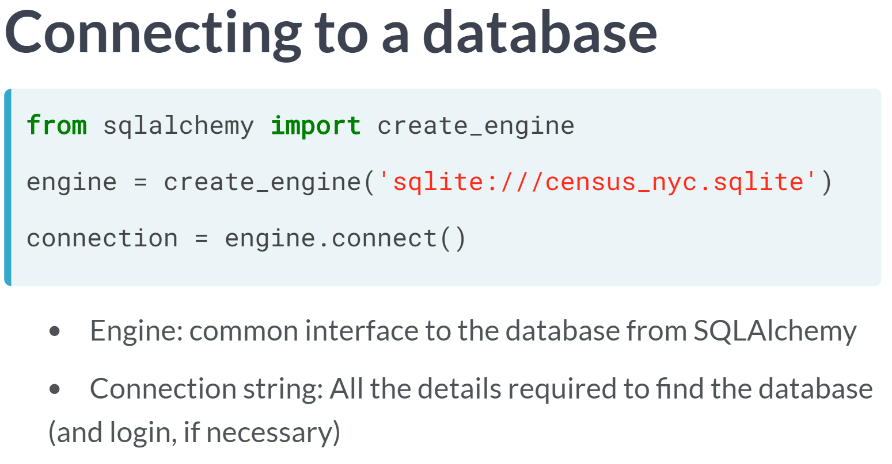 Connecting to a database
from sqlalchemy import create_engine
engine = create_engine('sqlite:///census_nyc.sqlite')
connection = engine.connect()
• Engine: common interface to the database from SQLAlchemy
• Connection string: All the details required to find the database
(and login, if necessary)